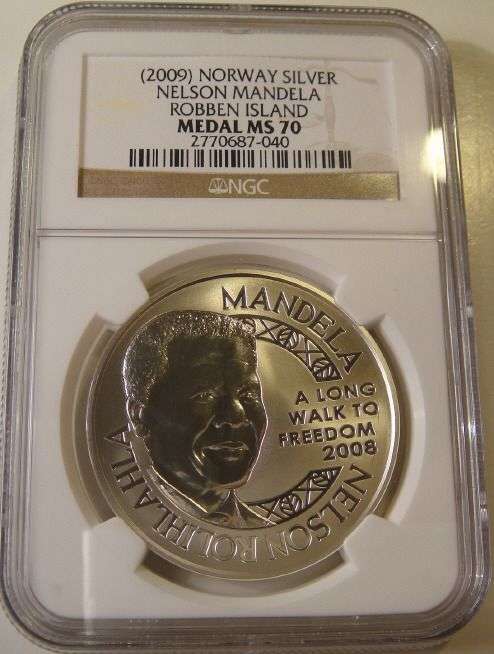 (2009) NORWAY SILVER
NELSON MANDELA
ROBBEN ISLAND
MEDAL MS 70
2770687-040
NGC
MANDELA
A LONG
WALK TO
FREEDOM
2008
NELSON ROLIHLAHLA